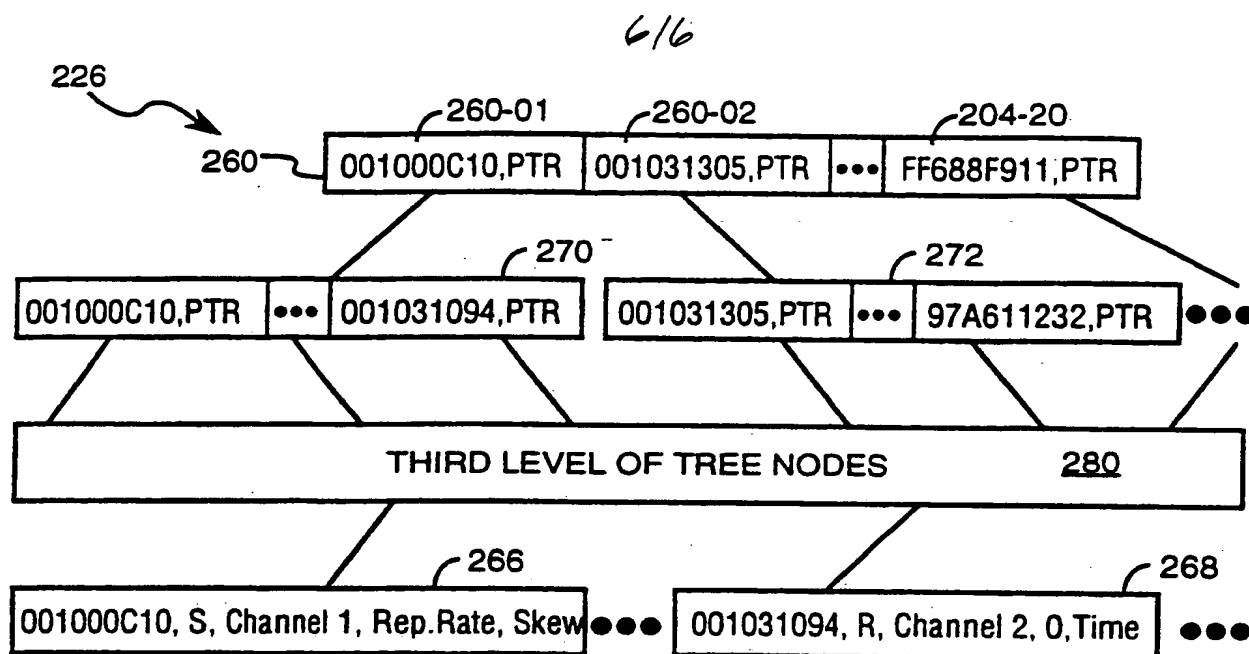 6/6
226
260-01 260-02 204-20
260 001000C10,PTR 001031305,PTR ••• FF688F911,PTR
270 272
001000C10,PTR ••• 001031094,PTR 001031305,PTR ••• 97A611232,PTR •••
THIRD LEVEL OF TREE NODES 280
266 268
001000C10, S, Channel 1, Rep.Rate, Skew ••• 001031094, R, Channel 2, 0,Time •••